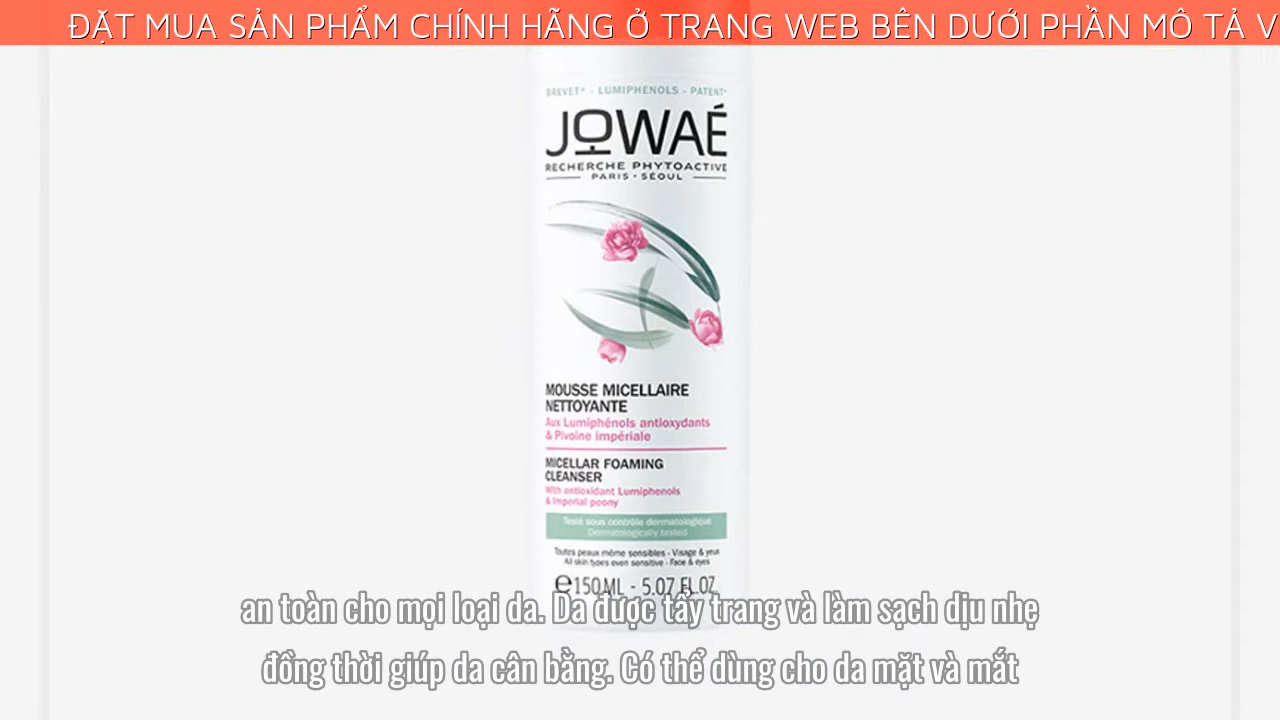 ĐẶT MUA SẢN PHẨM CHÍNH HÃNG Ở TRANG WEB BÊN DƯỚI PHẦN MÔ TẢ V
BREVET* - LUMIPHENOLS - PATENT*
JOWAÉ
RECHERCHE PHYTOACTIVE
PARIS · SÉOUL
MOUSSE MICELLAIRE
NETTOYANTE
Aux Lumiphénols antioxydants
& Pivoine impériale
MICELLAR FOAMING
CLEANSER
With antioxidant Lumiphenols
& Imperial peony
Testé sous contrôle dermatologique
Dermatologically tested
Toutes peaux même sensibles - Visage & yeux
All skin types even sensitive - Face & eyes
℮150ML - 5.07 FL.OZ.
an toàn cho mọi loại da. Da được tẩy trang và làm sạch dịu nhẹ
đồng thời giúp da cân bằng. Có thể dùng cho da mặt và mắt